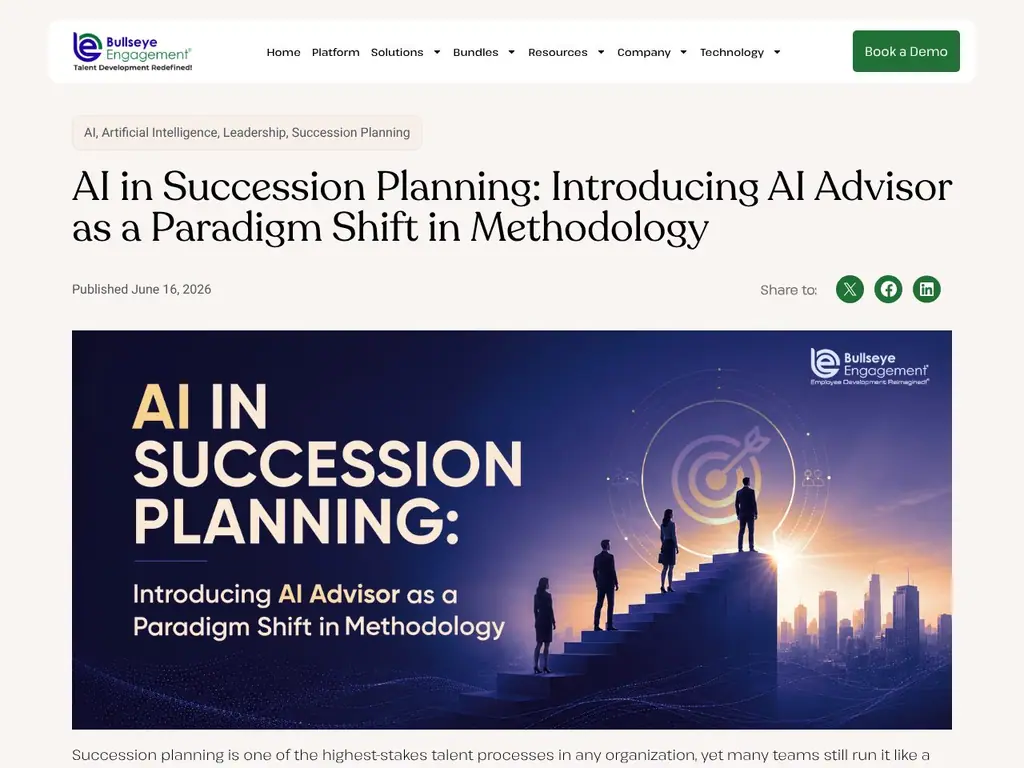 Bullseye
Engagement®
Talent Development Redefined!
Home Platform Solutions Bundles Resources Company Technology
Book a Demo
AI, Artificial Intelligence, Leadership, Succession Planning
AI in Succession Planning: Introducing AI Advisor
as a Paradigm Shift in Methodology
Published June 16, 2026
Share to:
Bullseye
Engagement®
Employee Development Reimagined!®
AI IN
SUCCESSION
PLANNING:
Introducing AI Advisor as a
Paradigm Shift in Methodology
Succession planning is one of the highest-stakes talent processes in any organization, yet many teams still run it like a